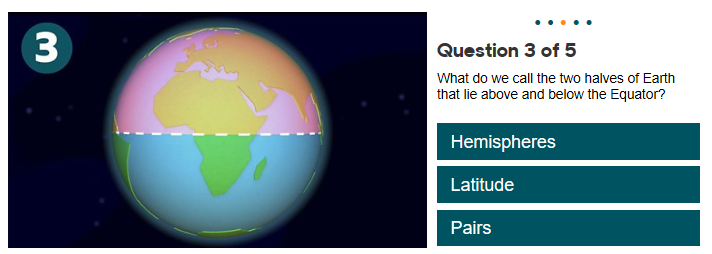 3
Question 3 of 5
What do we call the two halves of Earth
that lie above and below the Equator?
Hemispheres
Latitude
Pairs